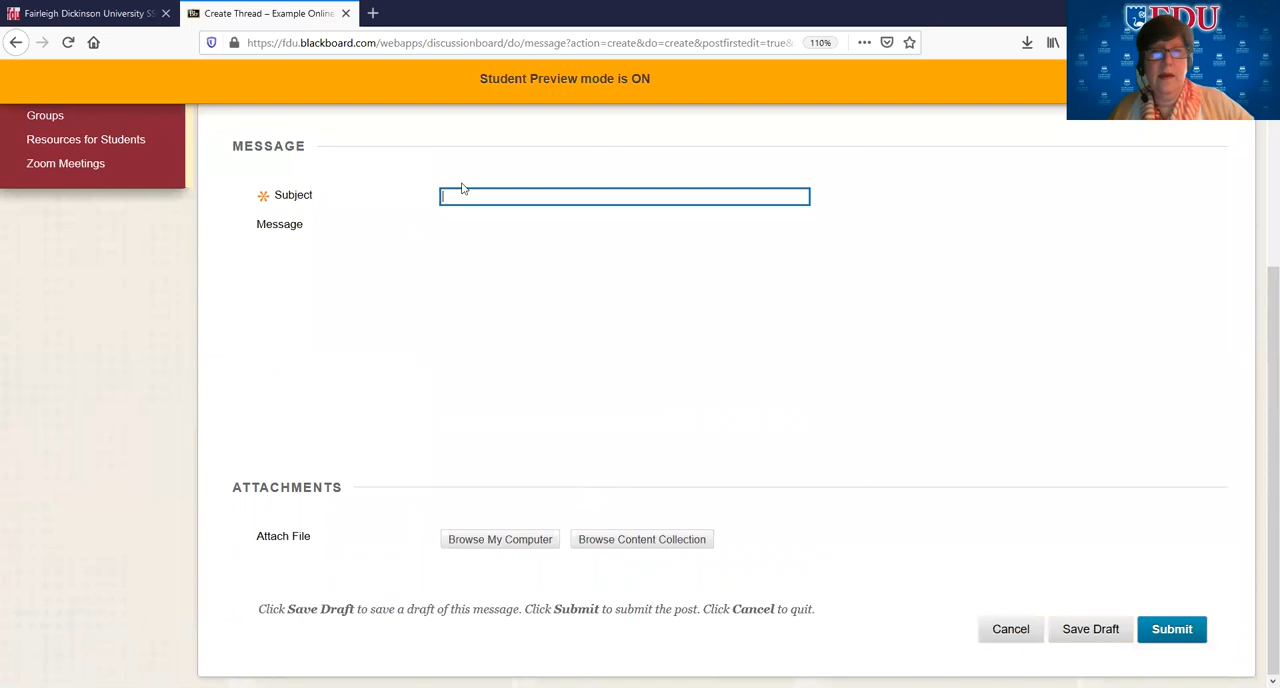 Fairleigh Dickinson University SS
Create Thread – Example Online
https://fdu.blackboard.com/webapps/discussionboard/do/message?action=create&do=create&postfirstedit=true&
110%
Student Preview mode is ON
FDU
Groups
Resources for Students
Zoom Meetings
MESSAGE
Subject
Message
ATTACHMENTS
Attach File
Browse My Computer
Browse Content Collection
Click Save Draft to save a draft of this message. Click Submit to submit the post. Click Cancel to quit.
Cancel
Save Draft
Submit